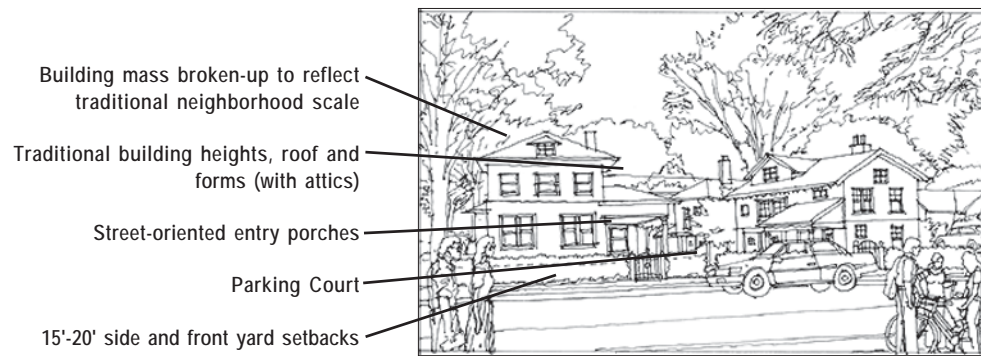 Building mass broken-up to reflect
traditional neighborhood scale
Traditional building heights, roof and
forms (with attics)
Street-oriented entry porches
Parking Court
15'-20' side and front yard setbacks